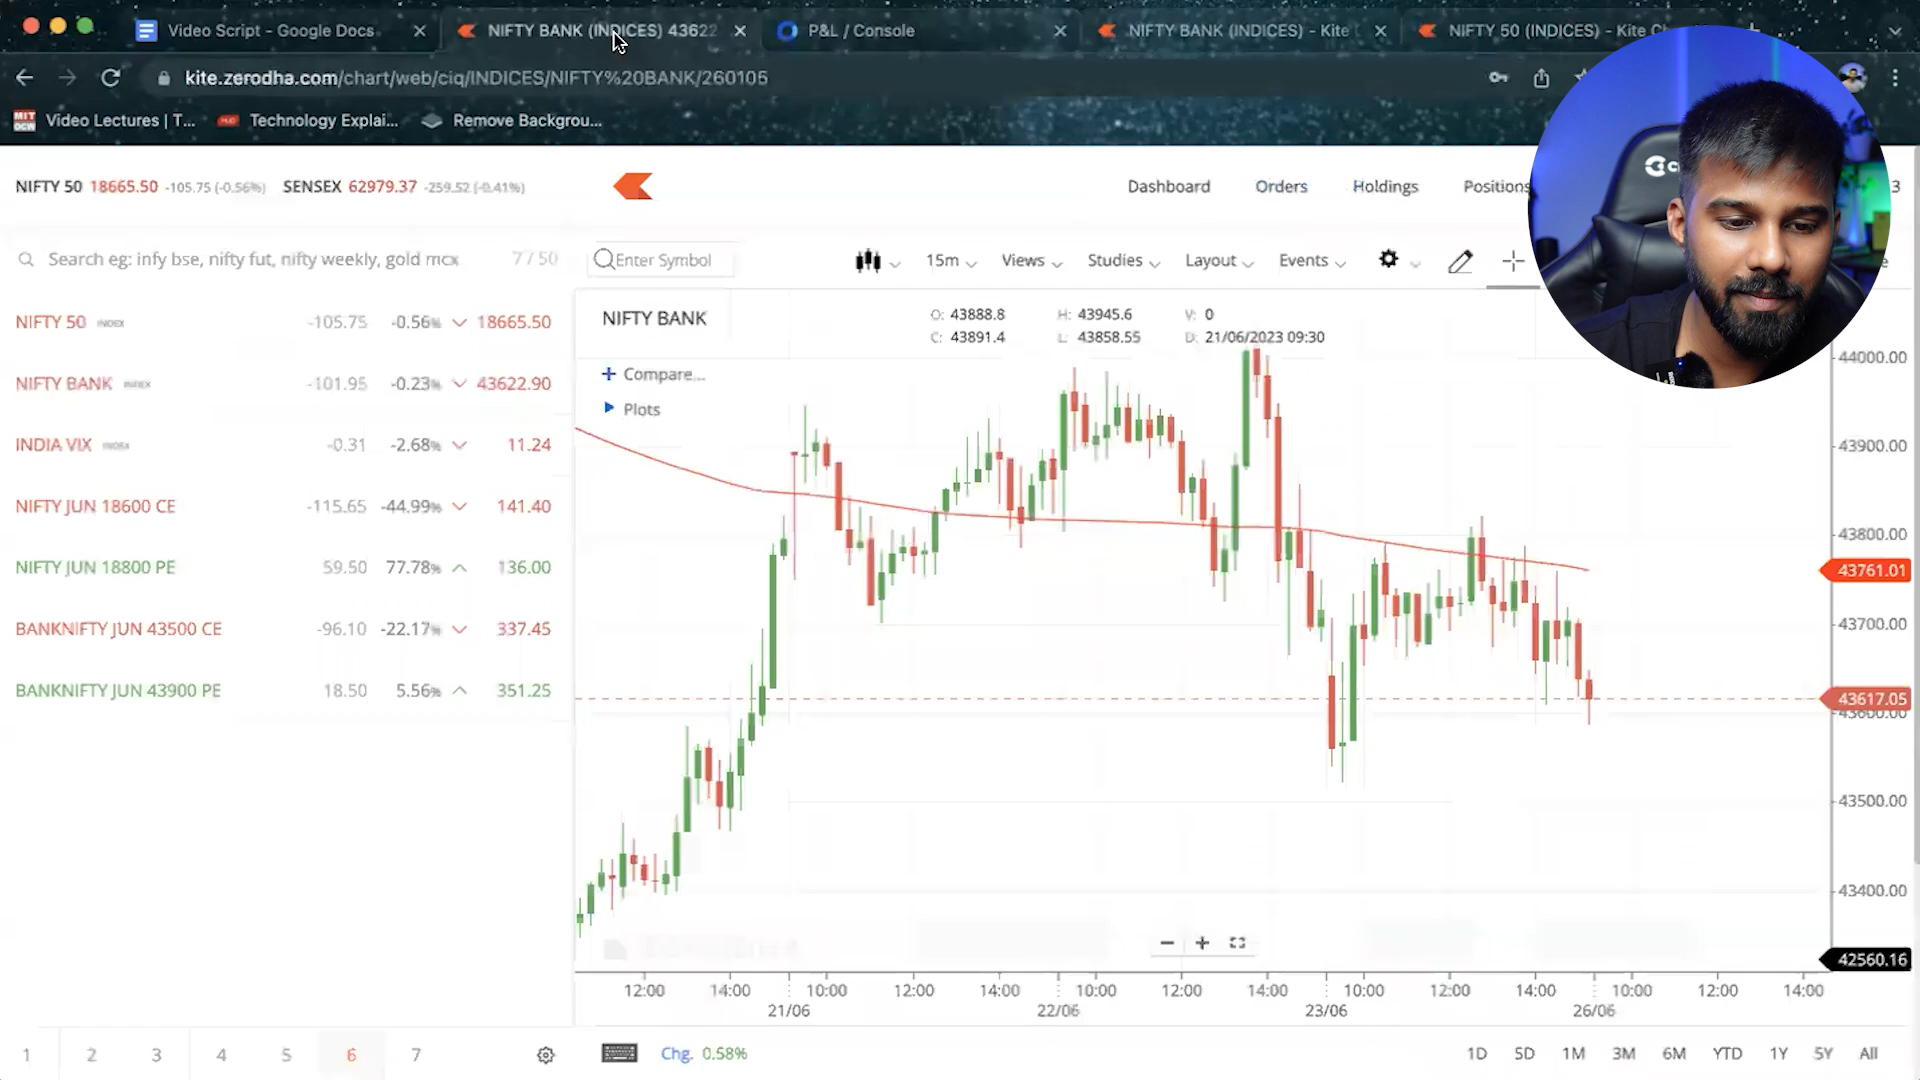 Video Script - Google Docs
NIFTY BANK (INDICES) 43622
P&L / Console
NIFTY BANK (INDICES) - Kite
NIFTY 50 (INDICES) - Kite
kite.zerodha.com/chart/web/ciq/INDICES/NIFTY%20BANK/260105
MIT OCW
Video Lectures | T...
Technology Explai...
Remove Backgrou...
NIFTY 50 18665.50 -105.75 (-0.56%)
SENSEX 62979.37 -259.52 (-0.41%)
Dashboard
Orders
Holdings
Positions
3
Search eg: infy bse, nifty fut, nifty weekly, gold mcx
7 / 50
Enter Symbol
15m
Views
Studies
Layout
Events
NIFTY 50 INDEX -105.75 -0.56% 18665.50
NIFTY BANK INDEX -101.95 -0.23% 43622.90
INDIA VIX INDEX -0.31 -2.68% 11.24
NIFTY JUN 18600 CE -115.65 -44.99% 141.40
NIFTY JUN 18800 PE 59.50 77.78% 136.00
BANKNIFTY JUN 43500 CE -96.10 -22.17% 337.45
BANKNIFTY JUN 43900 PE 18.50 5.56% 351.25
NIFTY BANK
O: 43888.8 H: 43945.6 V: 0
C: 43891.4 L: 43858.55 D: 21/06/2023 09:30
Compare...
Plots
44000.00
43900.00
43800.00
43761.01
43700.00
43617.05
43600.00
43500.00
43400.00
42560.16
12:00 14:00 10:00 12:00 14:00 10:00 12:00 14:00 10:00 12:00 14:00 10:00 12:00 14:00
21/06 22/06 23/06 26/06
1 2 3 4 5 6 7
Chg. 0.58%
1D 5D 1M 3M 6M YTD 1Y 5Y All